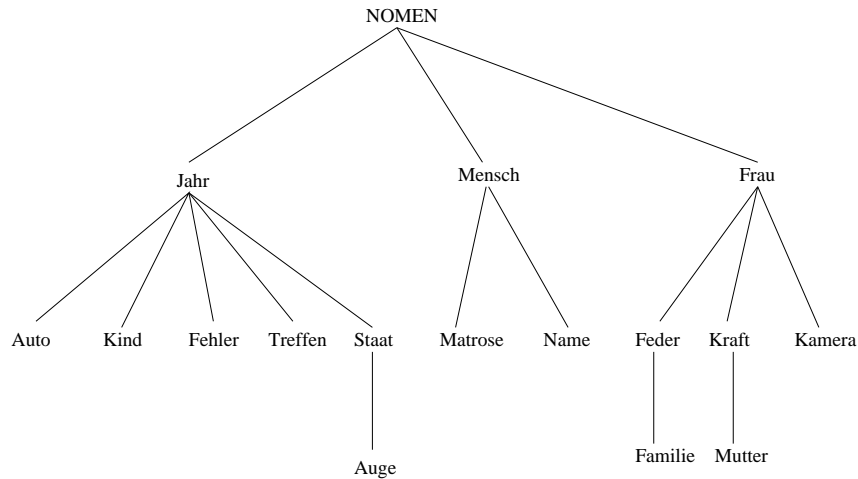 NOMEN
Jahr Mensch Frau
Auto Kind Fehler Treffen Staat Matrose Name Feder Kraft Kamera
Auge Familie Mutter